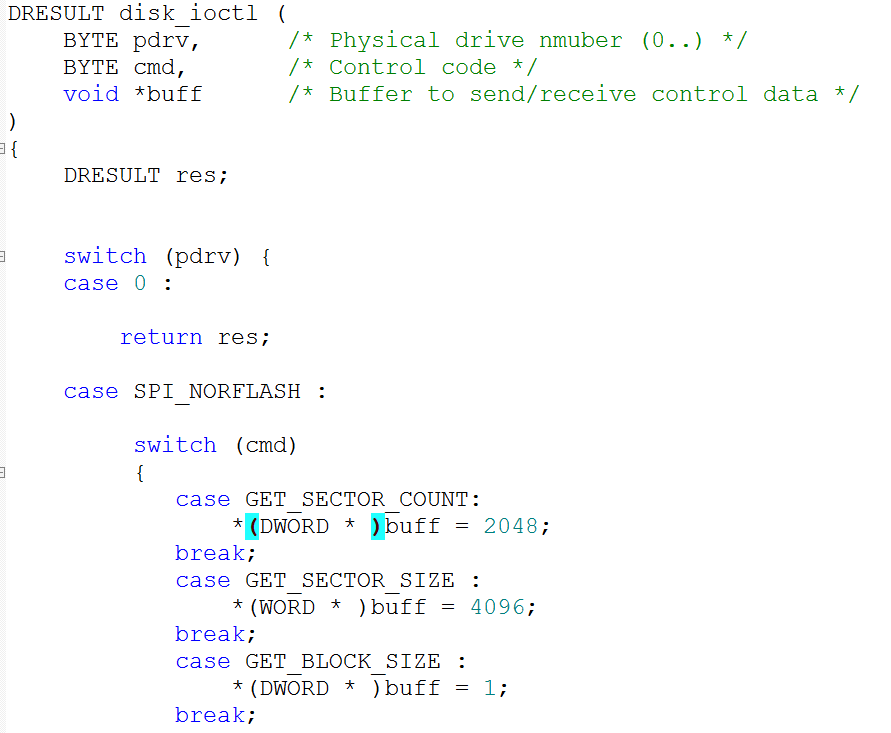 DRESULT disk_ioctl (
    BYTE pdrv,      /* Physical drive nmuber (0..) */
    BYTE cmd,       /* Control code */
    void *buff      /* Buffer to send/receive control data */
)
{
    DRESULT res;
    switch (pdrv) {
    case 0 :
        return res;
    case SPI_NORFLASH :
         switch (cmd)
         {
            case GET_SECTOR_COUNT:
                *(DWORD * )buff = 2048;
            break;
            case GET_SECTOR_SIZE :
                *(WORD * )buff = 4096;
            break;
            case GET_BLOCK_SIZE :
                *(DWORD * )buff = 1;
            break;